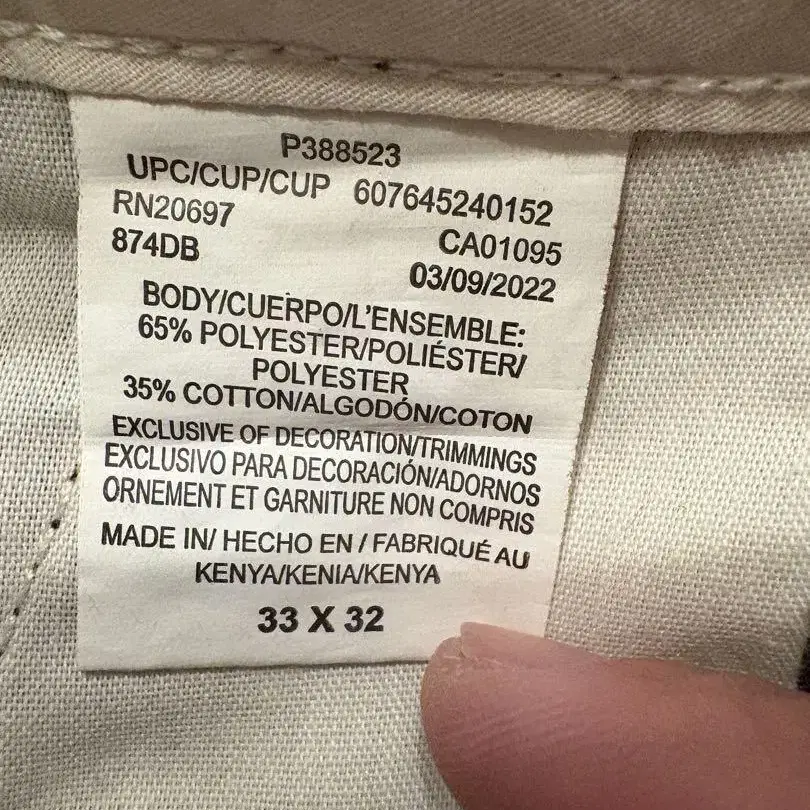 P388523
UPC/CUP/CUP 607645240152
RN20697 CA01095
874DB 03/09/2022
BODY/CUERPO/L'ENSEMBLE:
65% POLYESTER/POLIÉSTER/
POLYESTER
35% COTTON/ALGODÓN/COTON
EXCLUSIVE OF DECORATION/TRIMMINGS
EXCLUSIVO PARA DECORACIÓN/ADORNOS
ORNEMENT ET GARNITURE NON COMPRIS
MADE IN/ HECHO EN / FABRIQUÉ AU
KENYA/KENIA/KENYA
33 X 32